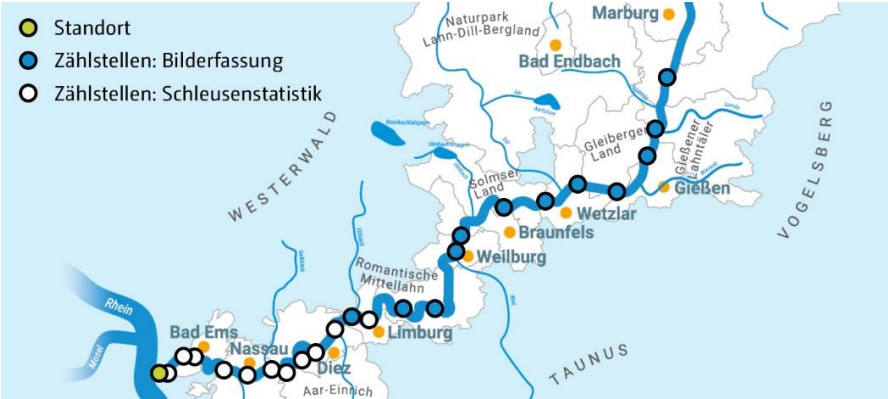 Standort
Zählstellen: Bilderfassung
Zählstellen: Schleusenstatistik
Naturpark
Lahn-Dill-Bergland
Marburg
Bad Endbach
WESTERWALD
VOGELSBERG
Gleiberger
Land
Gießener
Lahntäler
Solmser
Land
Gießen
Wetzlar
Braunfels
Weilburg
Romantische
Mittellahn
Rhein
Mosel
Bad Ems
Nassau
Limburg
Diez
Aar-Einrich
TAUNUS